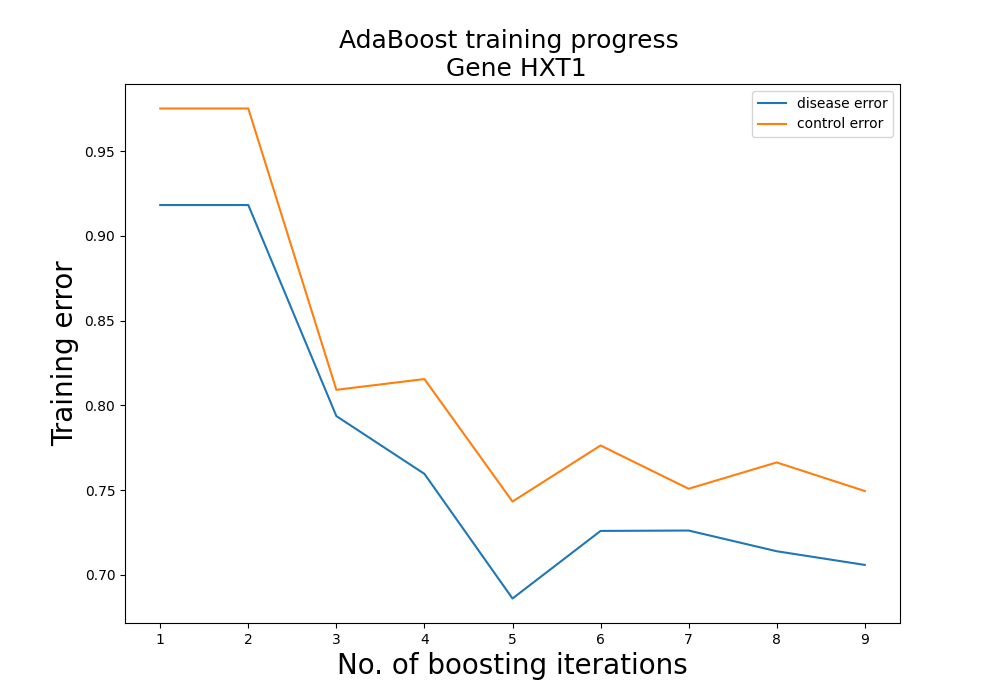 AdaBoost training progress
Gene HXT1
disease error
control error
Training error
0.95
0.90
0.85
0.80
0.75
0.70
1 2 3 4 5 6 7 8 9
No. of boosting iterations